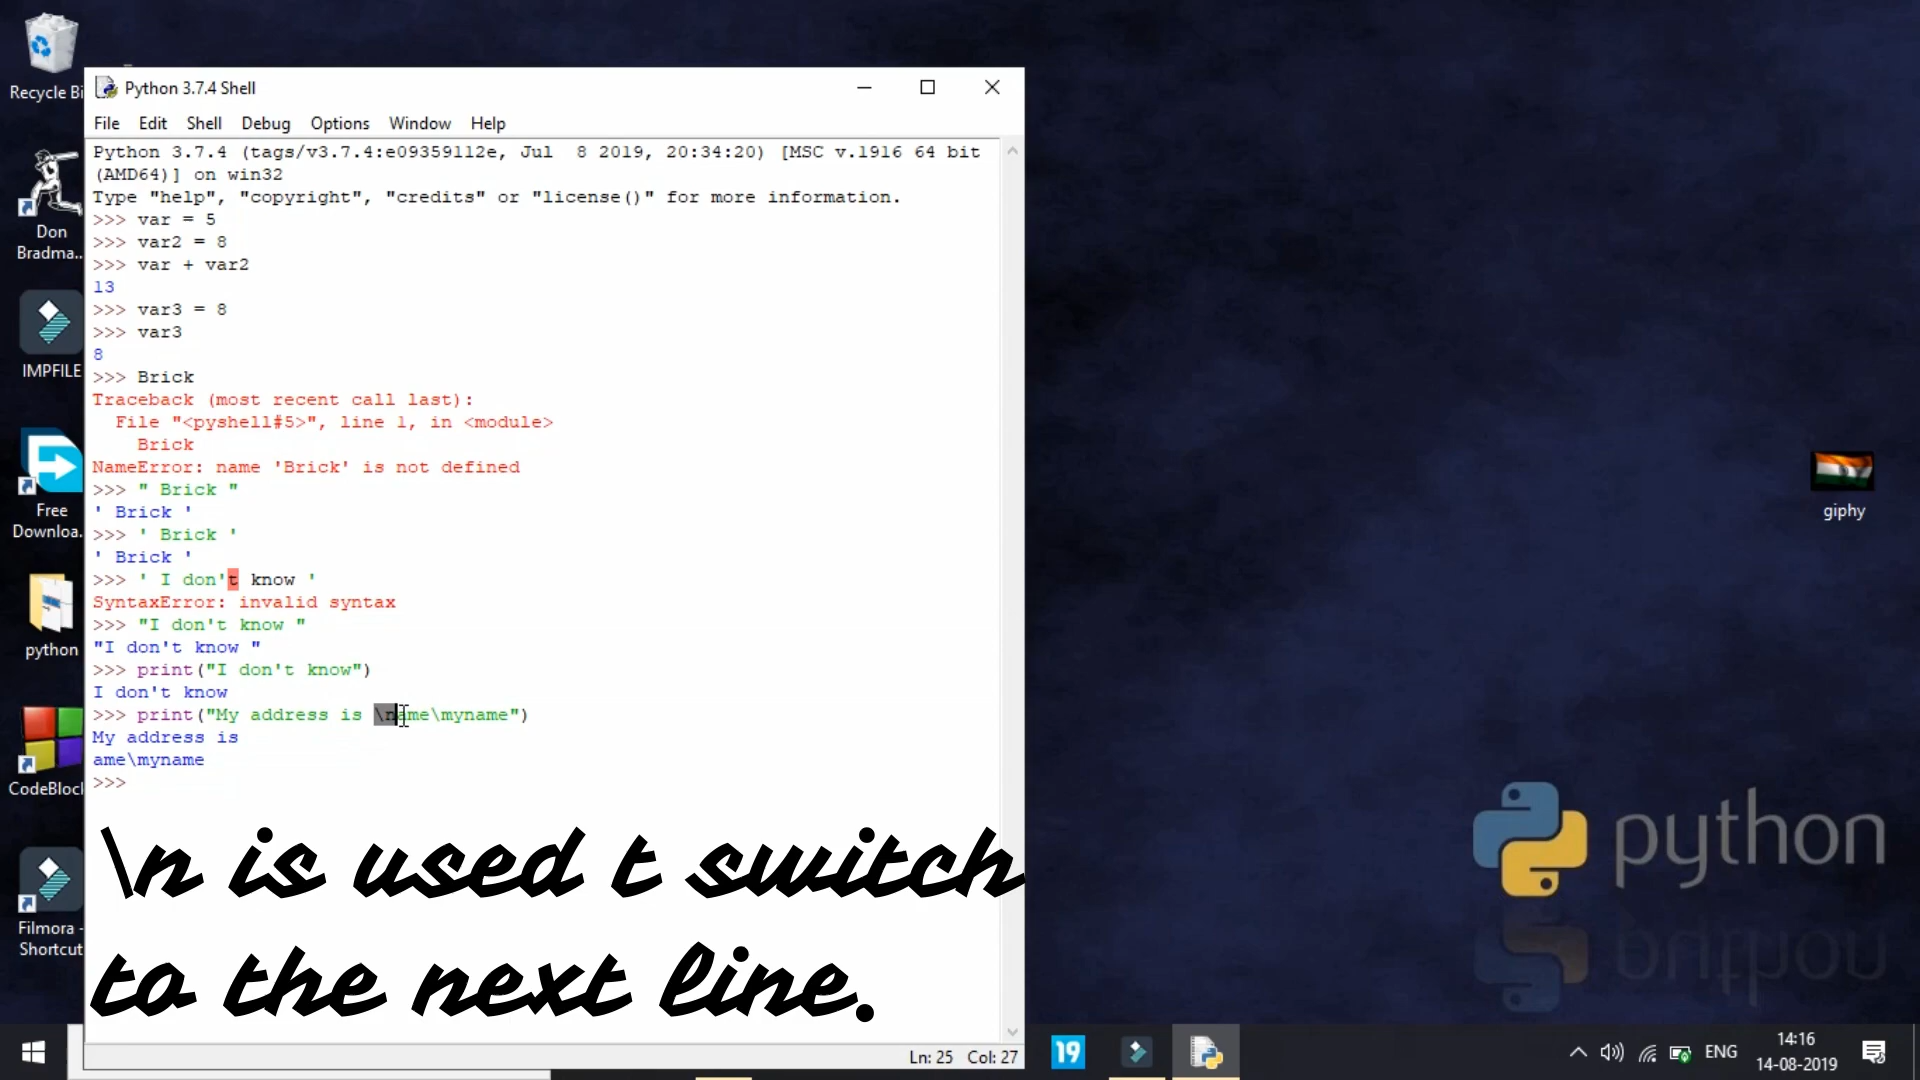 Recycle Bi
Don
Bradma..
IMPFILE
Free
Downloa..
python
CodeBlocl
Filmora -
Shortcut
Python 3.7.4 Shell
File Edit Shell Debug Options Window Help
Python 3.7.4 (tags/v3.7.4:e09359112e, Jul  8 2019, 20:34:20) [MSC v.1916 64 bit
(AMD64)] on win32
Type "help", "copyright", "credits" or "license()" for more information.
>>> var = 5
>>> var2 = 8
>>> var + var2
13
>>> var3 = 8
>>> var3
8
>>> Brick
Traceback (most recent call last):
  File "<pyshell#5>", line 1, in <module>
    Brick
NameError: name 'Brick' is not defined
>>> " Brick "
' Brick '
>>> ' Brick '
' Brick '
>>> ' I don't know '
SyntaxError: invalid syntax
>>> "I don't know "
"I don't know "
>>> print("I don't know")
I don't know
>>> print("My address is \name\myname")
My address is
ame\myname
>>>
\n is used t switch
to the next line.
Ln: 25 Col: 27
giphy
python
19
ENG
14:16
14-08-2019